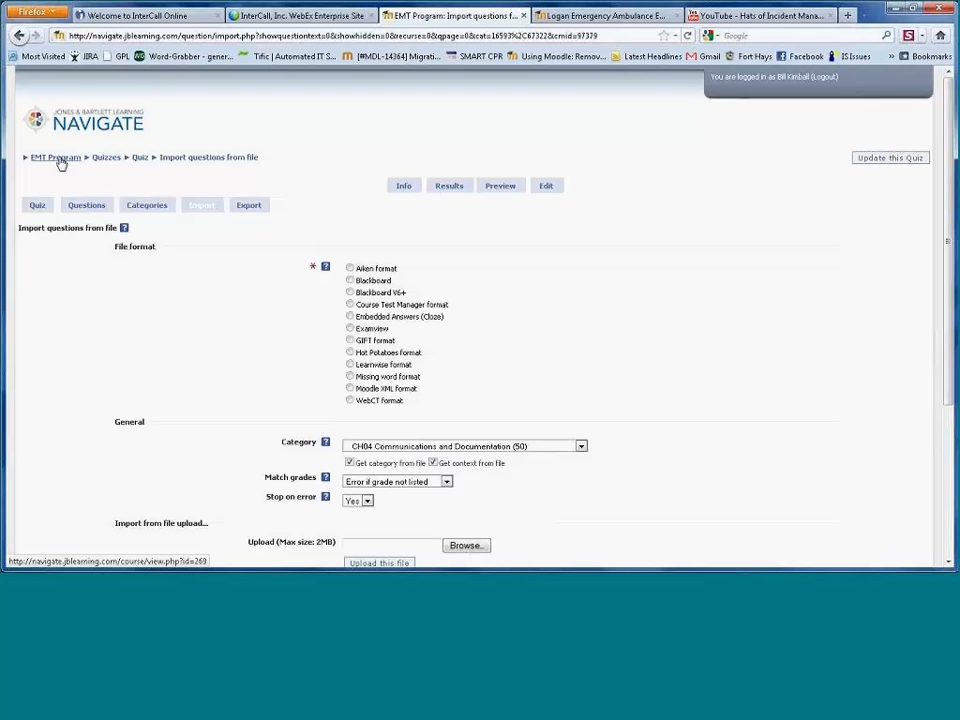 Firefox
Welcome to InterCall Online
InterCall, Inc. WebEx Enterprise Site
EMT Program: Import questions f...
Logan Emergency Ambulance E...
YouTube - Hats of Incident Mana...
http://navigate.jblearning.com/question/import.php?showquestiontext=0&showhidden=0&recurse=0&qpage=0&cat=16593%2C67322&cmid=97379
Google
Most Visited JIRA GPL Word-Grabber - gener... Tific | Automated IT S... [#MDL-14364] Migrati... SMART CPR Using Moodle: Remov... Latest Headlines Gmail Fort Hays Facebook ISIssues » Bookmarks
You are logged in as Bill Kimball (Logout)
JONES & BARTLETT LEARNING
NAVIGATE
► EMT Program ► Quizzes ► Quiz ► Import questions from file
Update this Quiz
Info Results Preview Edit
Quiz Questions Categories Import Export
Import questions from file ?
File format
* ?
Aiken format
Blackboard
Blackboard V6+
Course Test Manager format
Embedded Answers (Cloze)
Examview
GIFT format
Hot Potatoes format
Learnwise format
Missing word format
Moodle XML format
WebCT format
General
Category ? CH04 Communications and Documentation (50)
Get category from file Get context from file
Match grades ? Error if grade not listed
Stop on error ? Yes
Import from file upload...
Upload (Max size: 2MB) Browse...
Upload this file
http://navigate.jblearning.com/course/view.php?id=269